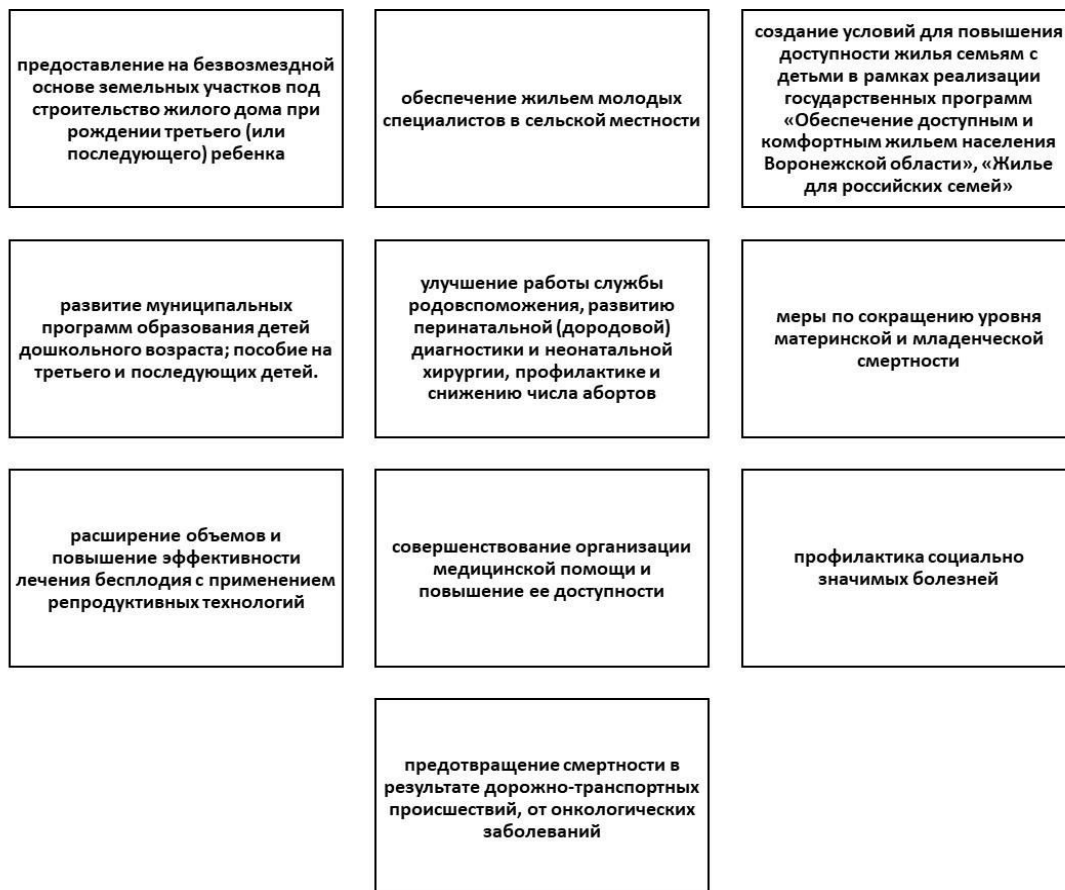 предоставление на безвозмездной
основе земельных участков под
строительство жилого дома при
рождении третьего (или
последующего) ребенка
обеспечение жильем молодых
специалистов в сельской местности
создание условий для повышения
доступности жилья семьям с
детьми в рамках реализации
государственных программ
«Обеспечение доступным и
комфортным жильем населения
Воронежской области», «Жилье
для российских семей»
развитие муниципальных
программ образования детей
дошкольного возраста; пособие на
третьего и последующих детей.
улучшение работы службы
родовспоможения, развитию
перинатальной (дородовой)
диагностики и неонатальной
хирургии, профилактике и
снижению числа абортов
меры по сокращению уровня
материнской и младенческой
смертности
расширение объемов и
повышение эффективности
лечения бесплодия с применением
репродуктивных технологий
совершенствование организации
медицинской помощи и
повышение ее доступности
профилактика социально
значимых болезней
предотвращение смертности в
результате дорожно-транспортных
происшествий, от онкологических
заболеваний